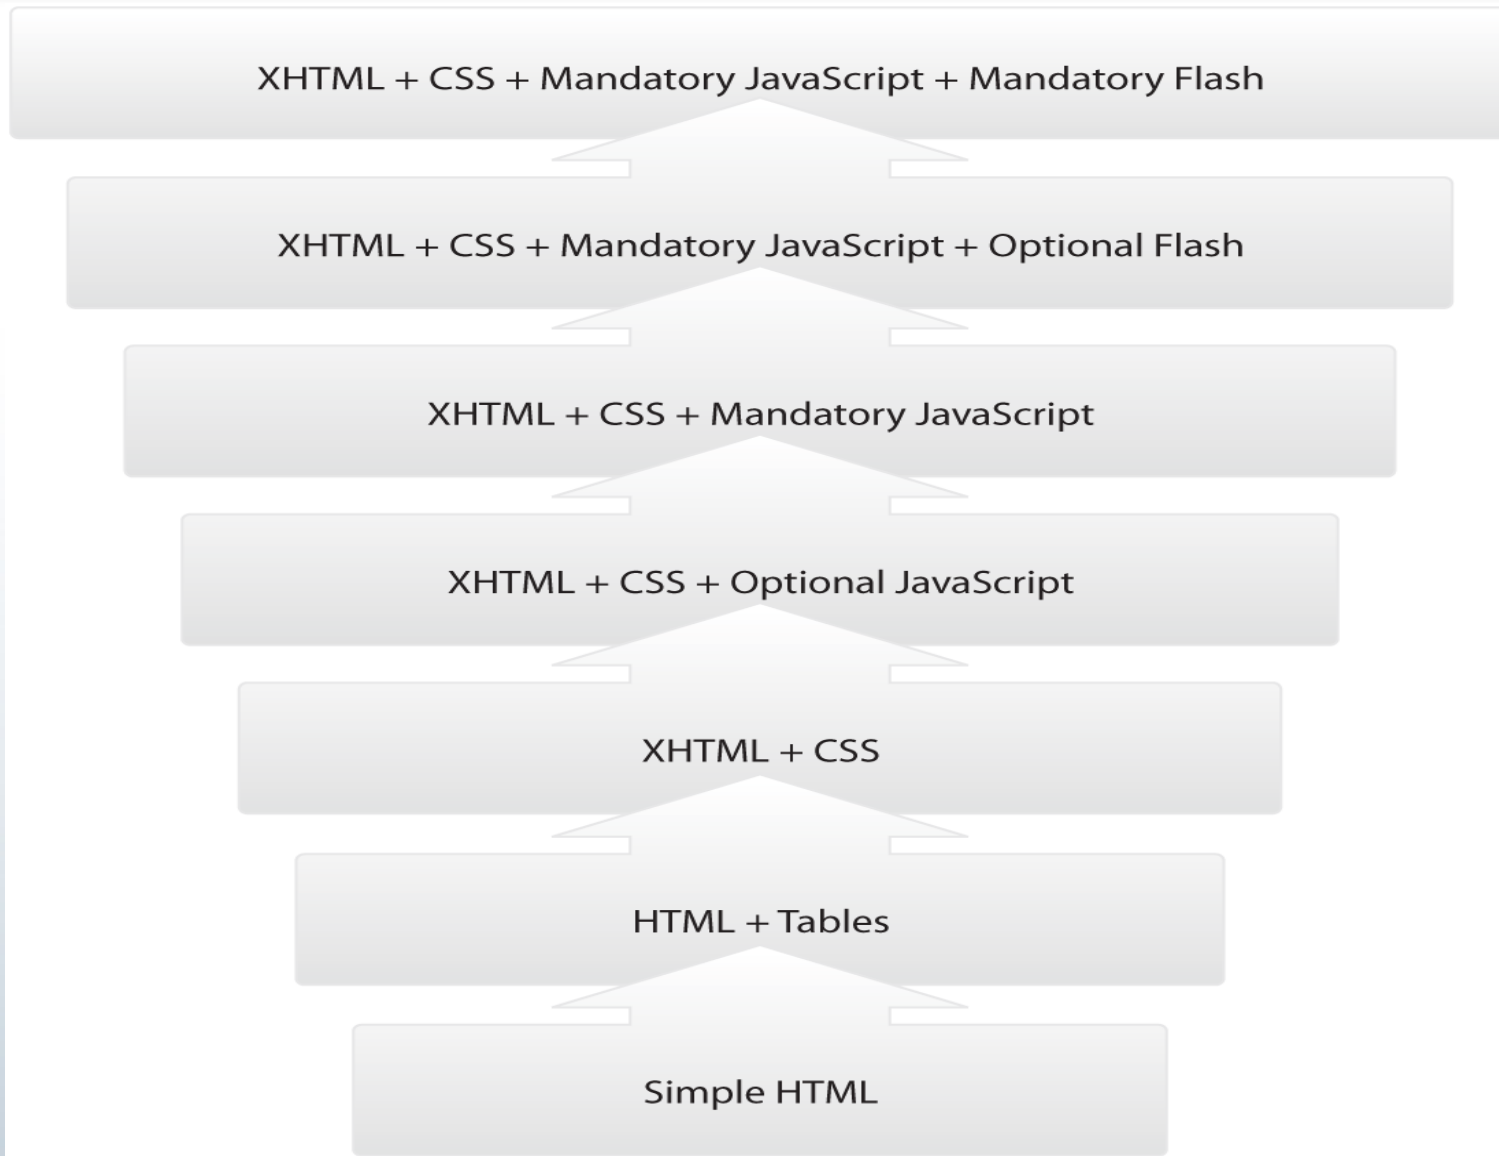 XHTML + CSS + Mandatory JavaScript + Mandatory Flash
XHTML + CSS + Mandatory JavaScript + Optional Flash
XHTML + CSS + Mandatory JavaScript
XHTML + CSS + Optional JavaScript
XHTML + CSS
HTML + Tables
Simple HTML